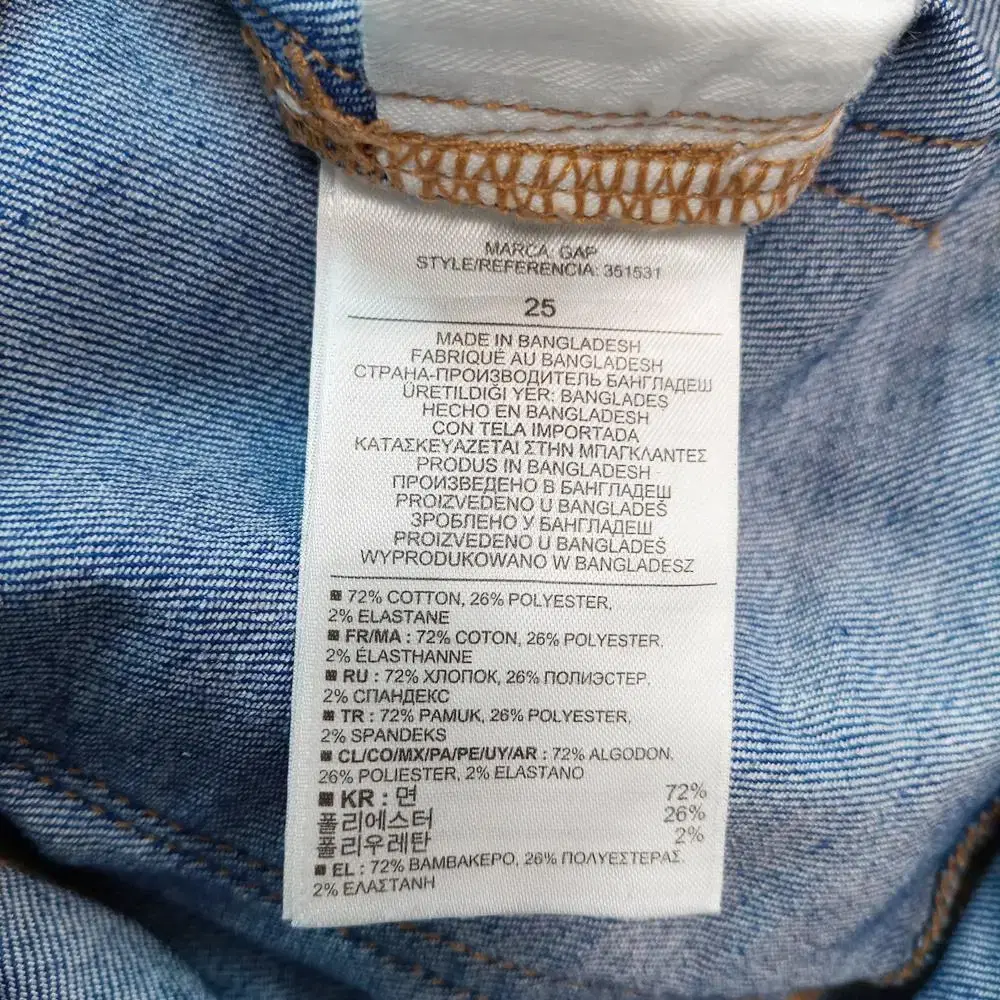 MARCA: GAP
STYLE/REFERENCIA: 351531
25
MADE IN BANGLADESH
FABRIQUÉ AU BANGLADESH
СТРАНА-ПРОИЗВОДИТЕЛЬ БАНГЛАДЕШ
ÜRETILDIĞI YER: BANGLADEŞ
HECHO EN BANGLADESH
CON TELA IMPORTADA
ΚΑΤΑΣΚΕΥΑΖΕΤΑΙ ΣΤΗΝ ΜΠΑΓΚΛΑΝΤΕΣ
PRODUS IN BANGLADESH
ПРОИЗВЕДЕНО В БАНГЛАДЕШ
PROIZVEDENO U BANGLADEŠ
ЗРОБЛЕНО У БАНГЛАДЕШ
PROIZVEDENO U BANGLADEŠ
WYPRODUKOWANO W BANGLADESZ
72% COTTON, 26% POLYESTER,
2% ELASTANE
FR/MA : 72% COTON, 26% POLYESTER.
2% ÉLASTHANNE
RU : 72% ХЛОПОК, 26% ПОЛИЭСТЕР,
2% СПАНДЕКС
TR : 72% PAMUK, 26% POLYESTER,
2% SPANDEKS
CL/CO/MX/PA/PE/UY/AR : 72% ALGODON.
26% POLIESTER, 2% ELASTANO
KR : 면 72%
폴리에스터 26%
폴리우레탄 2%
EL : 72% ΒΑΜΒΑΚΕΡΟ, 26% ΠΟΛΥΕΣΤΕΡΑΣ,
2% ΕΛΑΣΤΑΝΗ